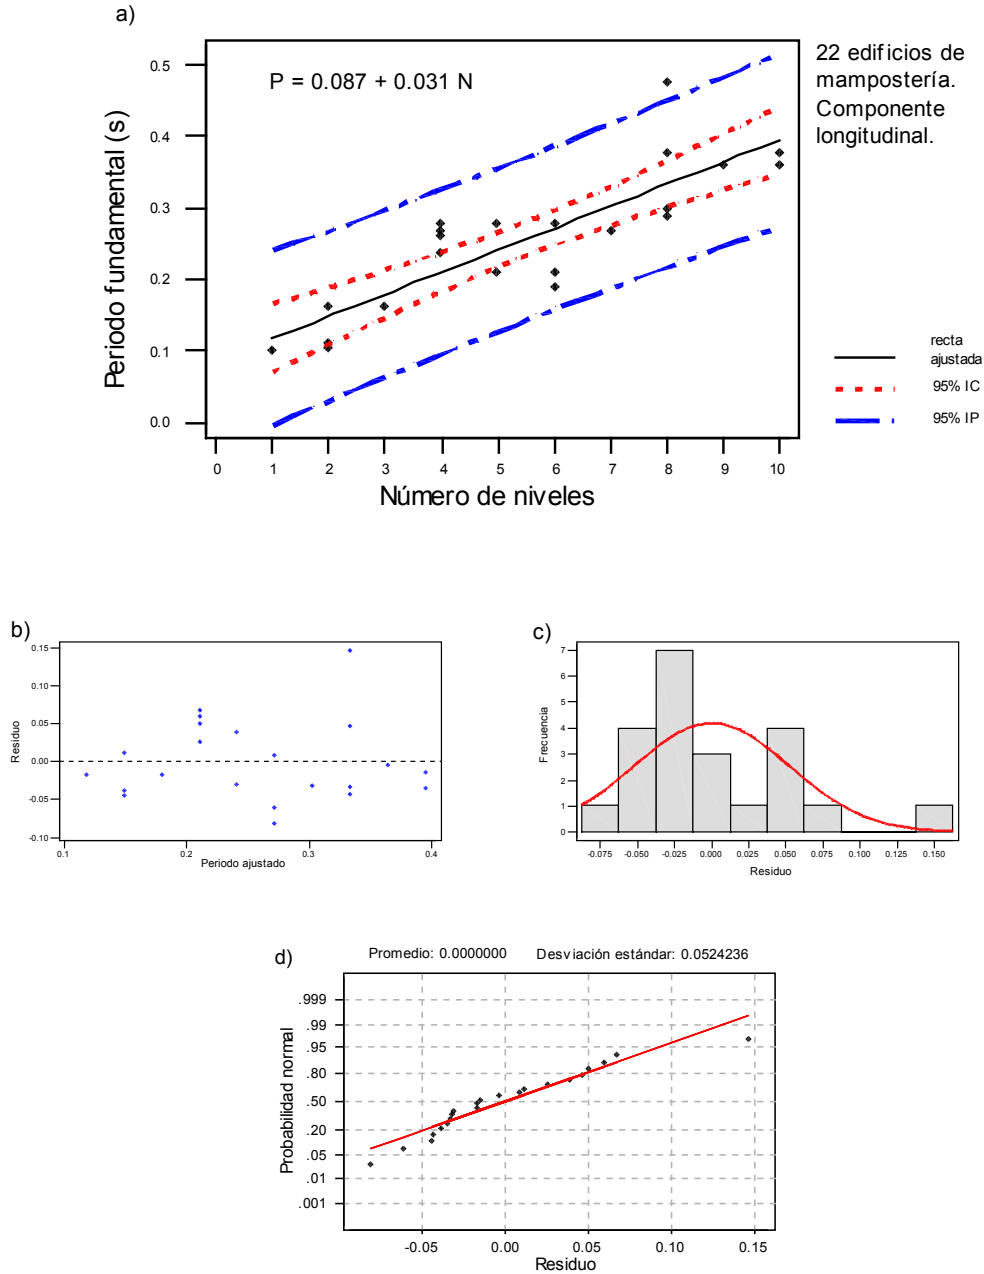 a)
P = 0.087 + 0.031 N
22 edificios de
mampostería.
Componente
longitudinal.
Periodo fundamental (s)
0.5
0.4
0.3
0.2
0.1
0.0
0 1 2 3 4 5 6 7 8 9 10
Número de niveles
recta
ajustada
95% IC
95% IP
b)
Residuo
0.15
0.10
0.05
0.00
-0.05
-0.10
0.1 0.2 0.3 0.4
Periodo ajustado
c)
Frecuencia
7
6
5
4
3
2
1
0
-0.075 -0.050 -0.025 0.000 0.025 0.050 0.075 0.100 0.125 0.150
Residuo
d)
Promedio: 0.0000000 Desviación estándar: 0.0524236
Probabilidad normal
.999
.99
.95
.80
.50
.20
.05
.01
.001
-0.05 0.00 0.05 0.10 0.15
Residuo